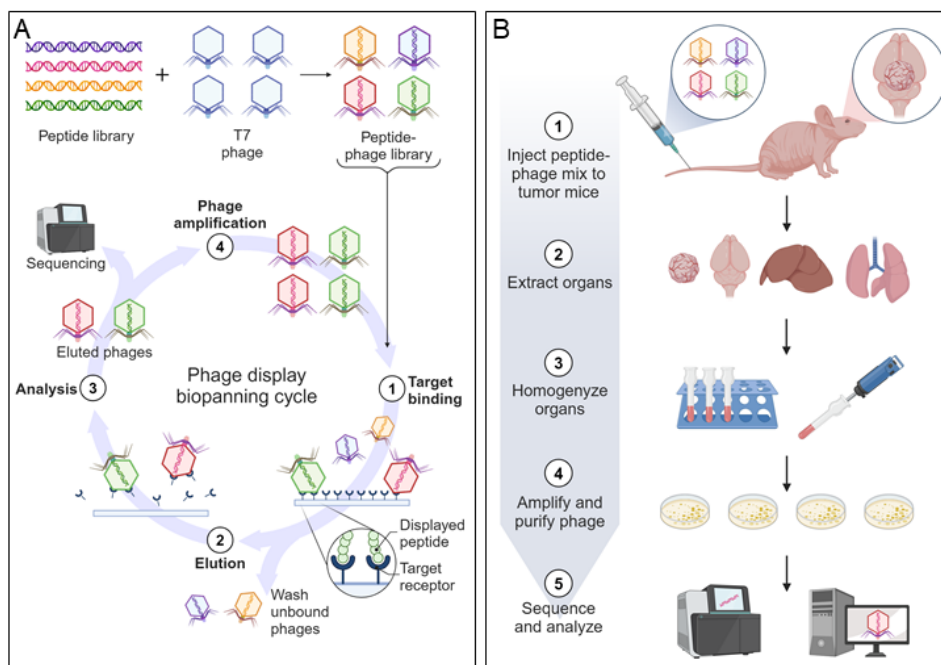 A
Peptide library
+
T7
phage
Peptide-
phage library
Phage
amplification
4
Sequencing
Eluted phages
Analysis
3
Phage display
biopanning cycle
1
Target
binding
2
Elution
Displayed
peptide
Target
receptor
Wash
unbound
phages
B
1
Inject peptide-
phage mix to
tumor mice
2
Extract organs
3
Homogenyze
organs
4
Amplify and
purify phage
5
Sequence
and analyze